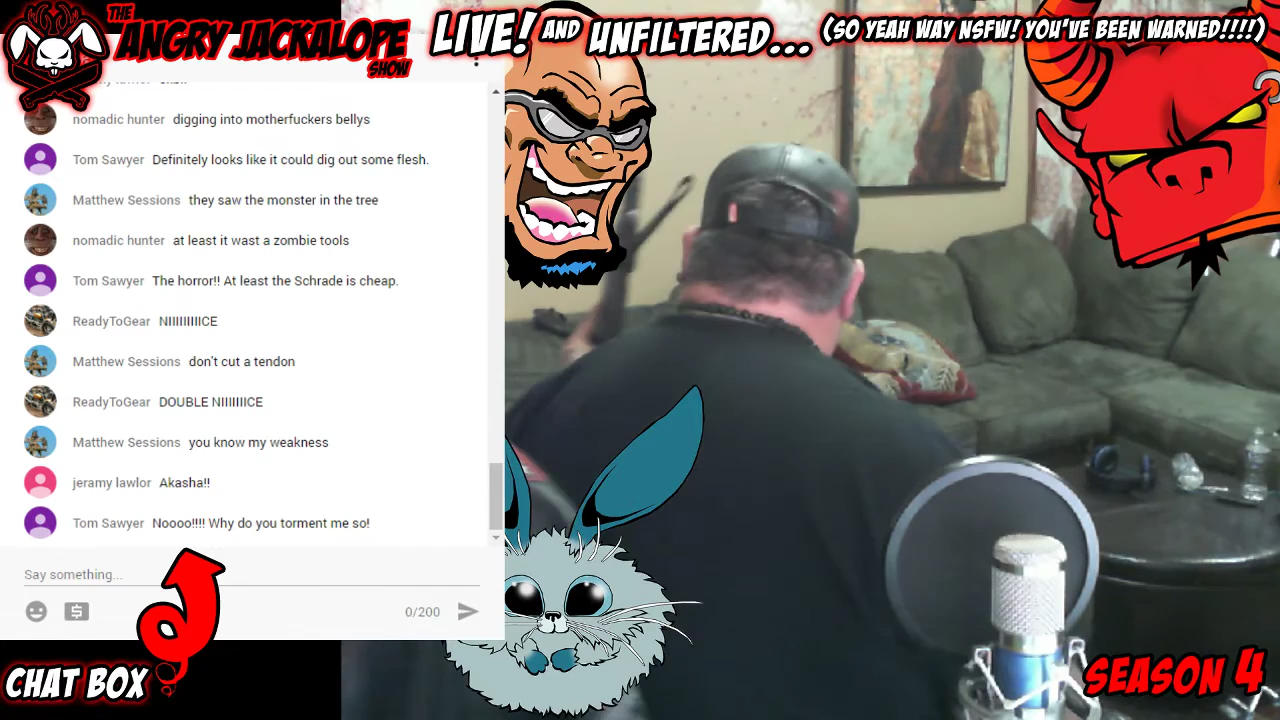 THE
ANGRY JACKALOPE
SHOW
LIVE! AND UNFILTERED... (SO YEAH WAY NSFW! YOU'VE BEEN WARNED!!!!)
nomadic hunter digging into motherfuckers bellys
Tom Sawyer Definitely looks like it could dig out some flesh.
Matthew Sessions they saw the monster in the tree
nomadic hunter at least it wast a zombie tools
Tom Sawyer The horror!! At least the Schrade is cheap.
ReadyToGear NIIIIIIIIICE
Matthew Sessions don't cut a tendon
ReadyToGear DOUBLE NIIIIIIICE
Matthew Sessions you know my weakness
jeramy lawlor Akasha!!
Tom Sawyer Noooo!!!! Why do you torment me so!
Say something...
0/200
CHAT BOX
SEASON 4